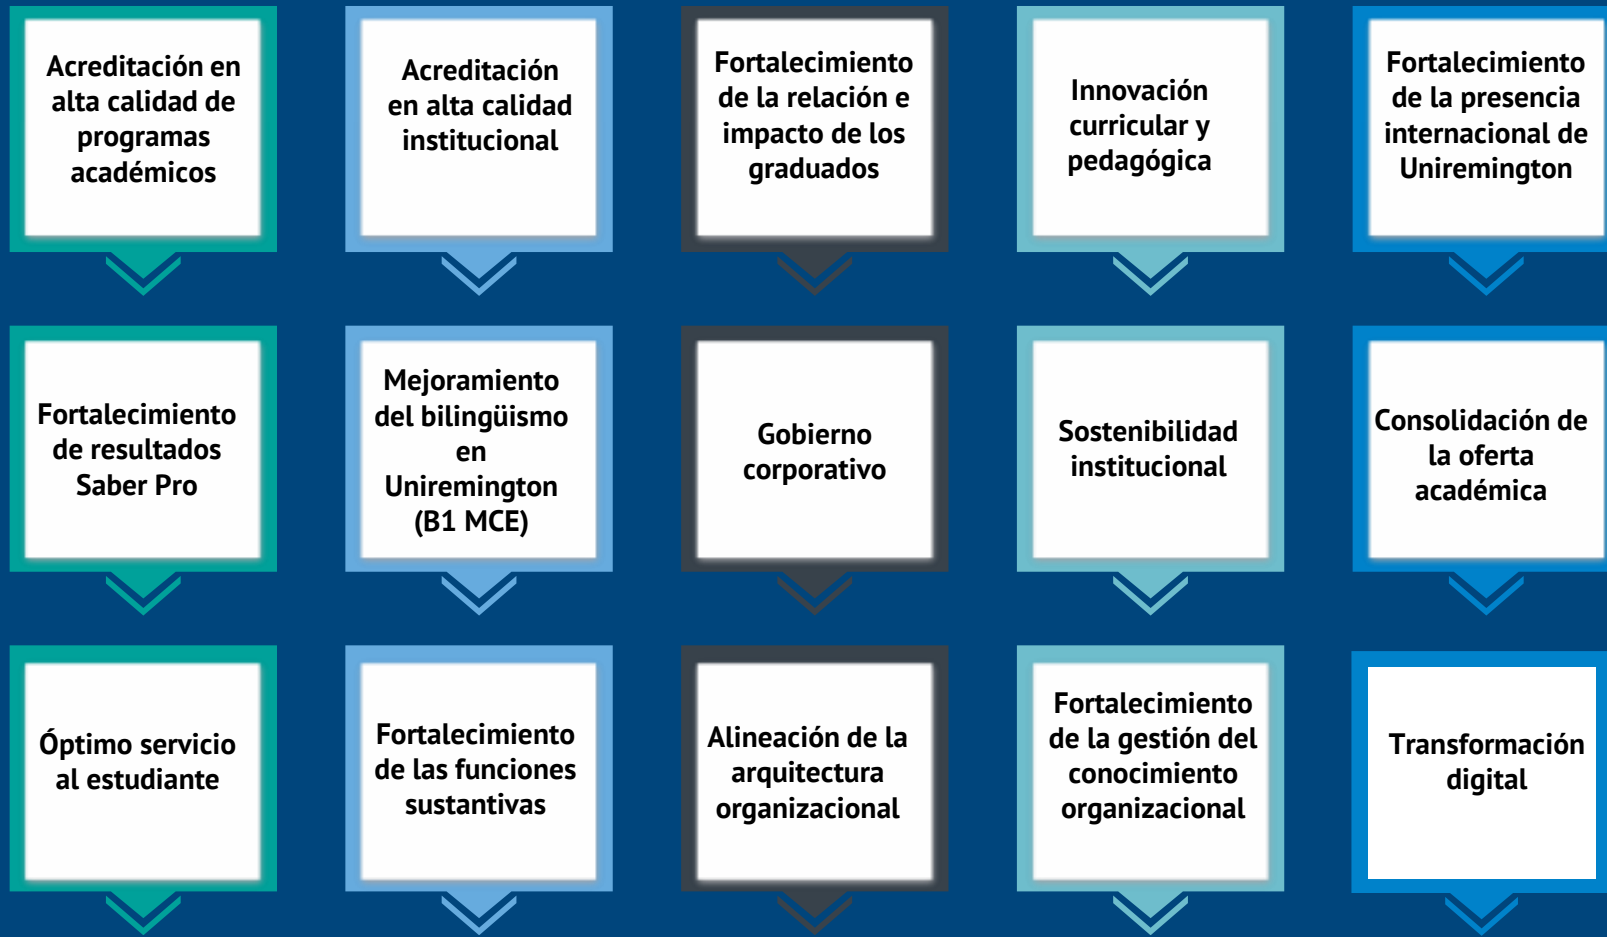 Acreditación en
alta calidad de
programas
académicos
Acreditación
en alta calidad
institucional
Fortalecimiento
de la relación e
impacto de los
graduados
Innovación
curricular y
pedagógica
Fortalecimiento
de la presencia
internacional de
Uniremington
Fortalecimiento
de resultados
Saber Pro
Mejoramiento
del bilingüismo
en
Uniremington
(B1 MCE)
Gobierno
corporativo
Sostenibilidad
institucional
Consolidación de
la oferta
académica
Óptimo servicio
al estudiante
Fortalecimiento
de las funciones
sustantivas
Alineación de la
arquitectura
organizacional
Fortalecimiento
de la gestión del
conocimiento
organizacional
Transformación
digital